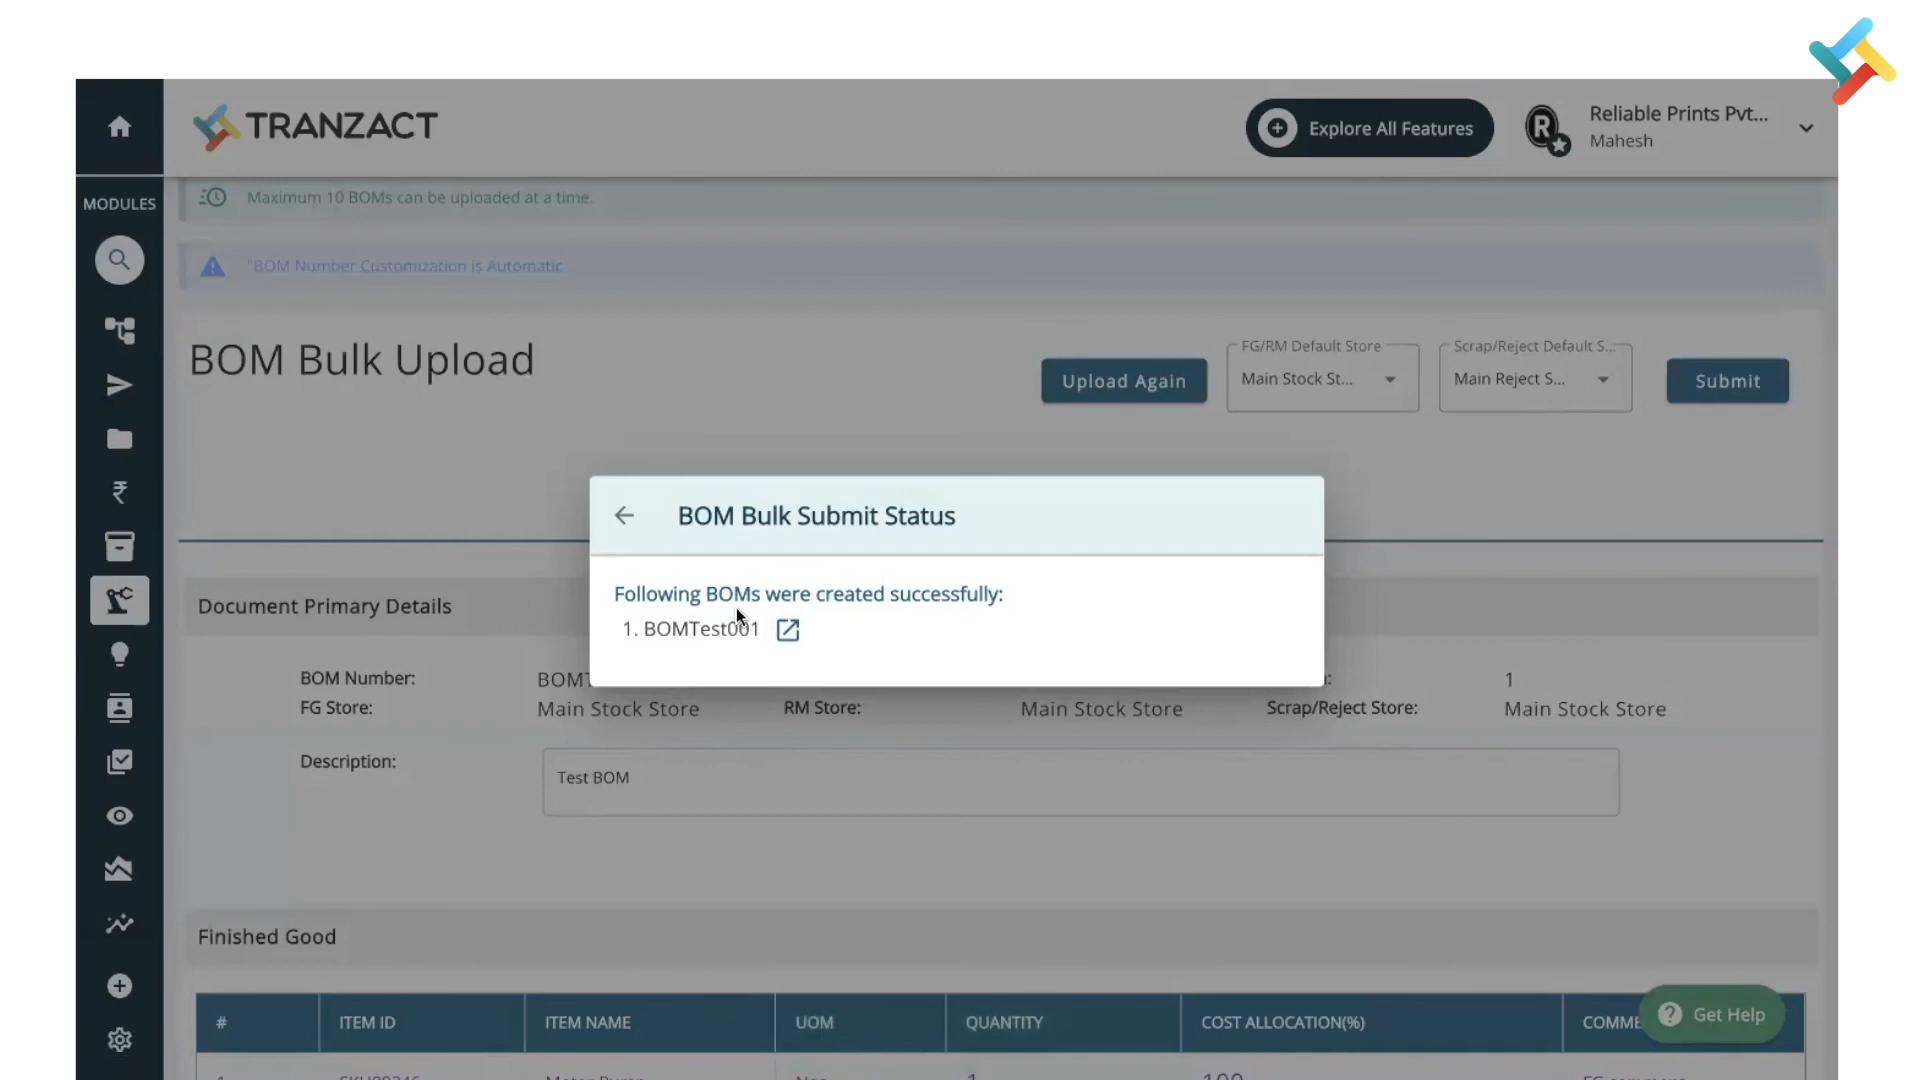 TRANZACT
Explore All Features
R
Reliable Prints Pvt...
Mahesh
MODULES
Maximum 10 BOMs can be uploaded at a time.
"BOM Number Customization is Automatic
BOM Bulk Upload
Upload Again
FG/RM Default Store
Main Stock St...
Scrap/Reject Default S...
Main Reject S...
Submit
BOM Bulk Submit Status
Following BOMs were created successfully:
1. BOMTest001
Document Primary Details
BOM Number:
1
FG Store:
Main Stock Store
RM Store:
Main Stock Store
Scrap/Reject Store:
Main Stock Store
Description:
Test BOM
Finished Good
# ITEM ID ITEM NAME UOM QUANTITY COST ALLOCATION(%)
Get Help